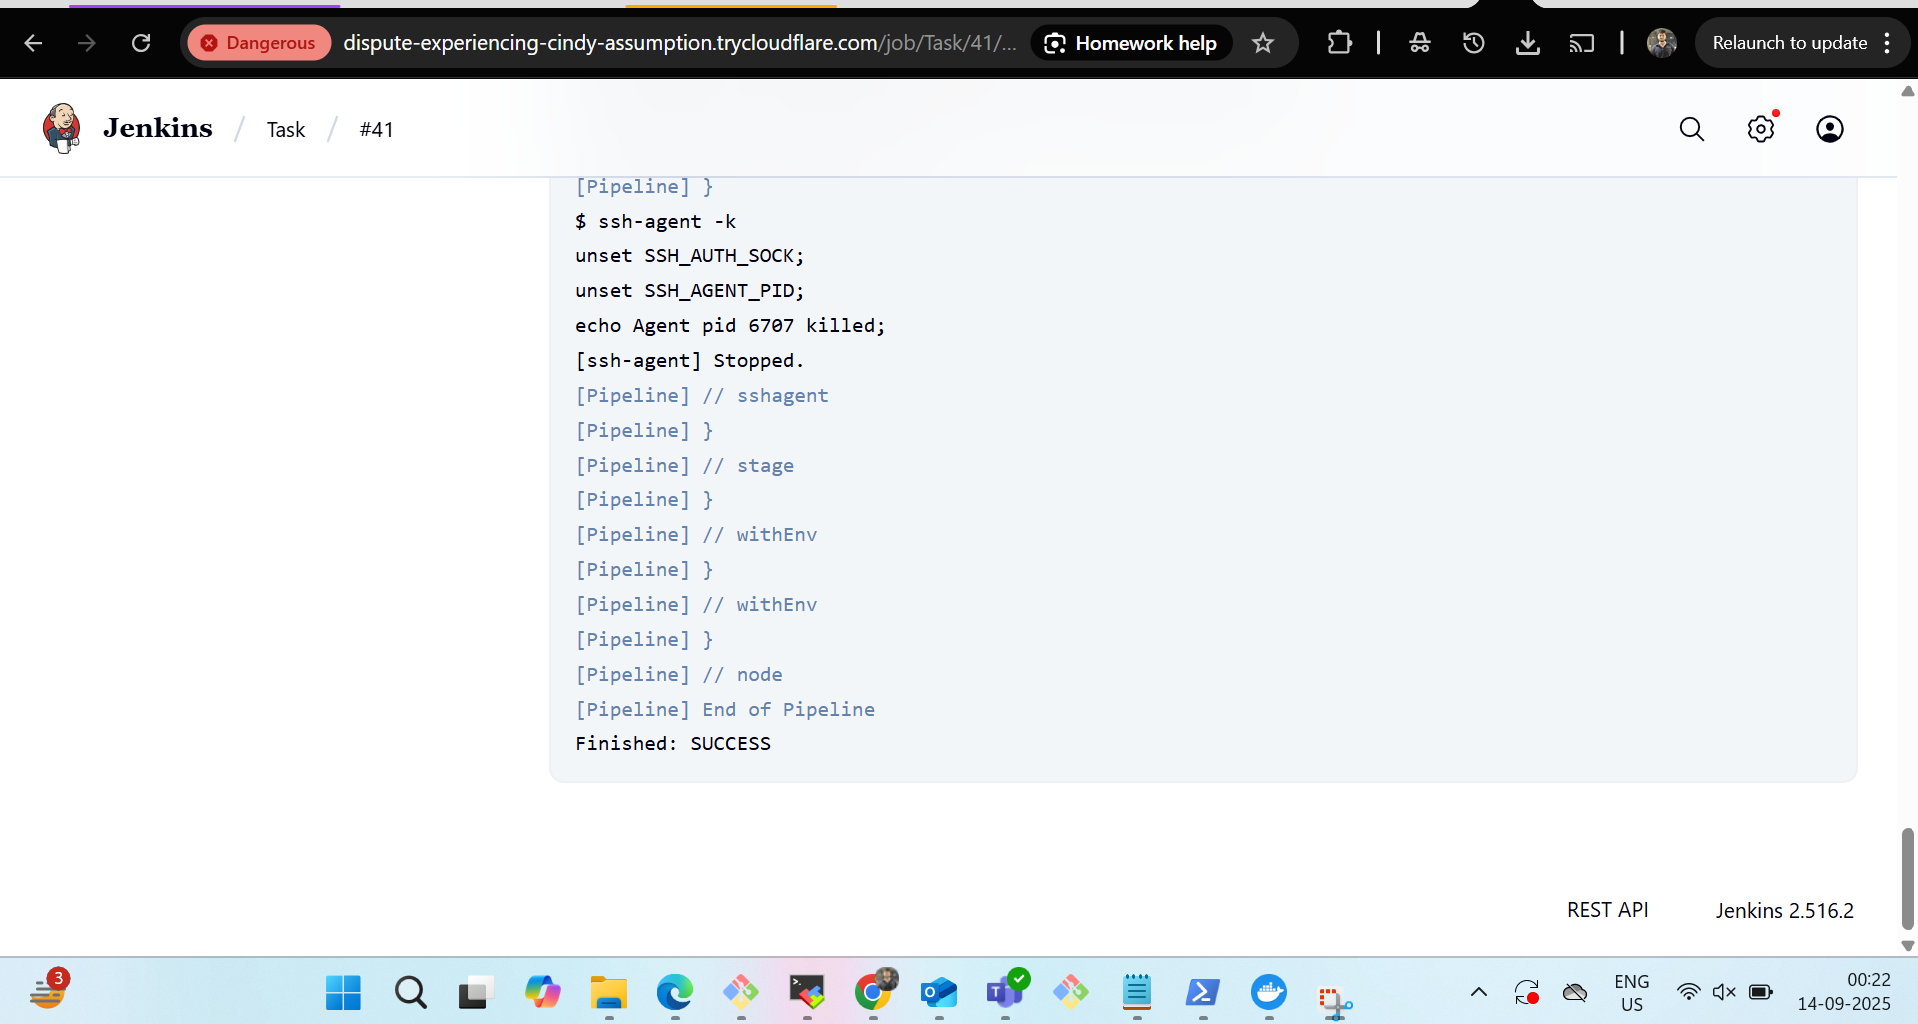 Dangerous dispute-experiencing-cindy-assumption.trycloudflare.com/job/Task/41/... Homework help Relaunch to update
Jenkins / Task / #41
[Pipeline] }
$ ssh-agent -k
unset SSH_AUTH_SOCK;
unset SSH_AGENT_PID;
echo Agent pid 6707 killed;
[ssh-agent] Stopped.
[Pipeline] // sshagent
[Pipeline] }
[Pipeline] // stage
[Pipeline] }
[Pipeline] // withEnv
[Pipeline] }
[Pipeline] // withEnv
[Pipeline] }
[Pipeline] // node
[Pipeline] End of Pipeline
Finished: SUCCESS
REST API Jenkins 2.516.2
3 ENG 00:22
US 14-09-2025